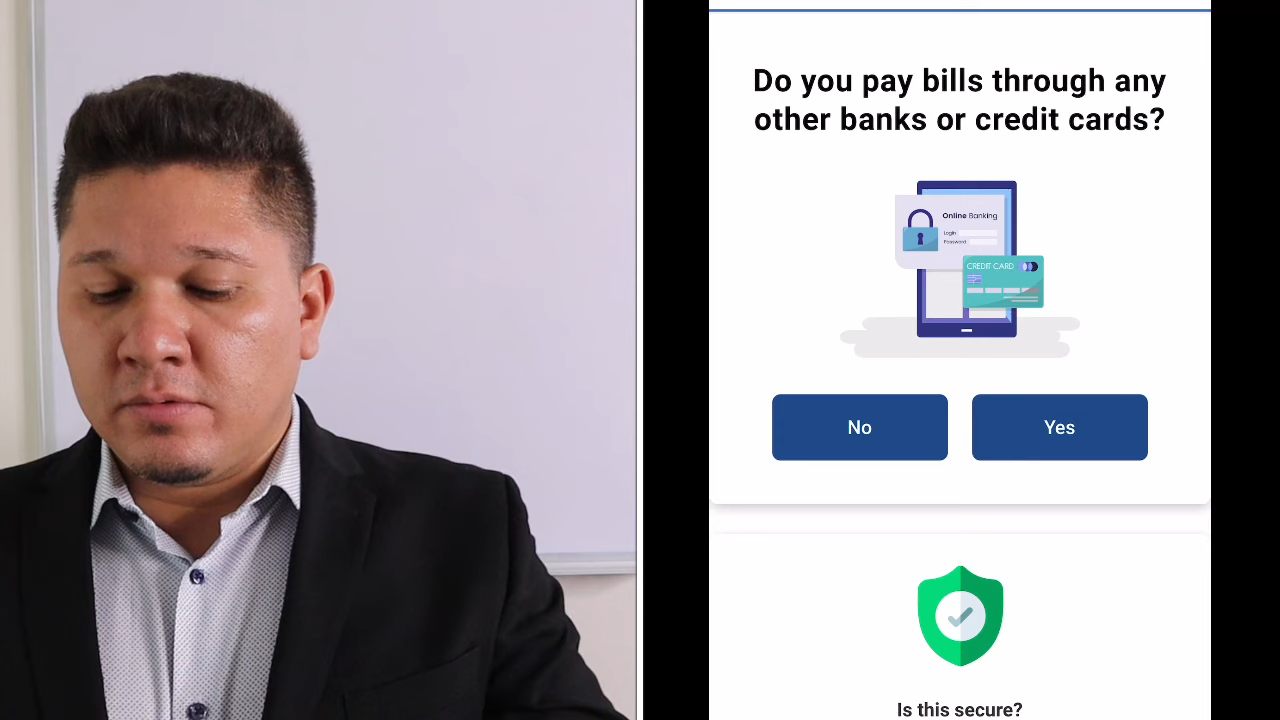 Do you pay bills through any
other banks or credit cards?
Online Banking
Login
Password
CREDIT CARD
No
Yes
Is this secure?